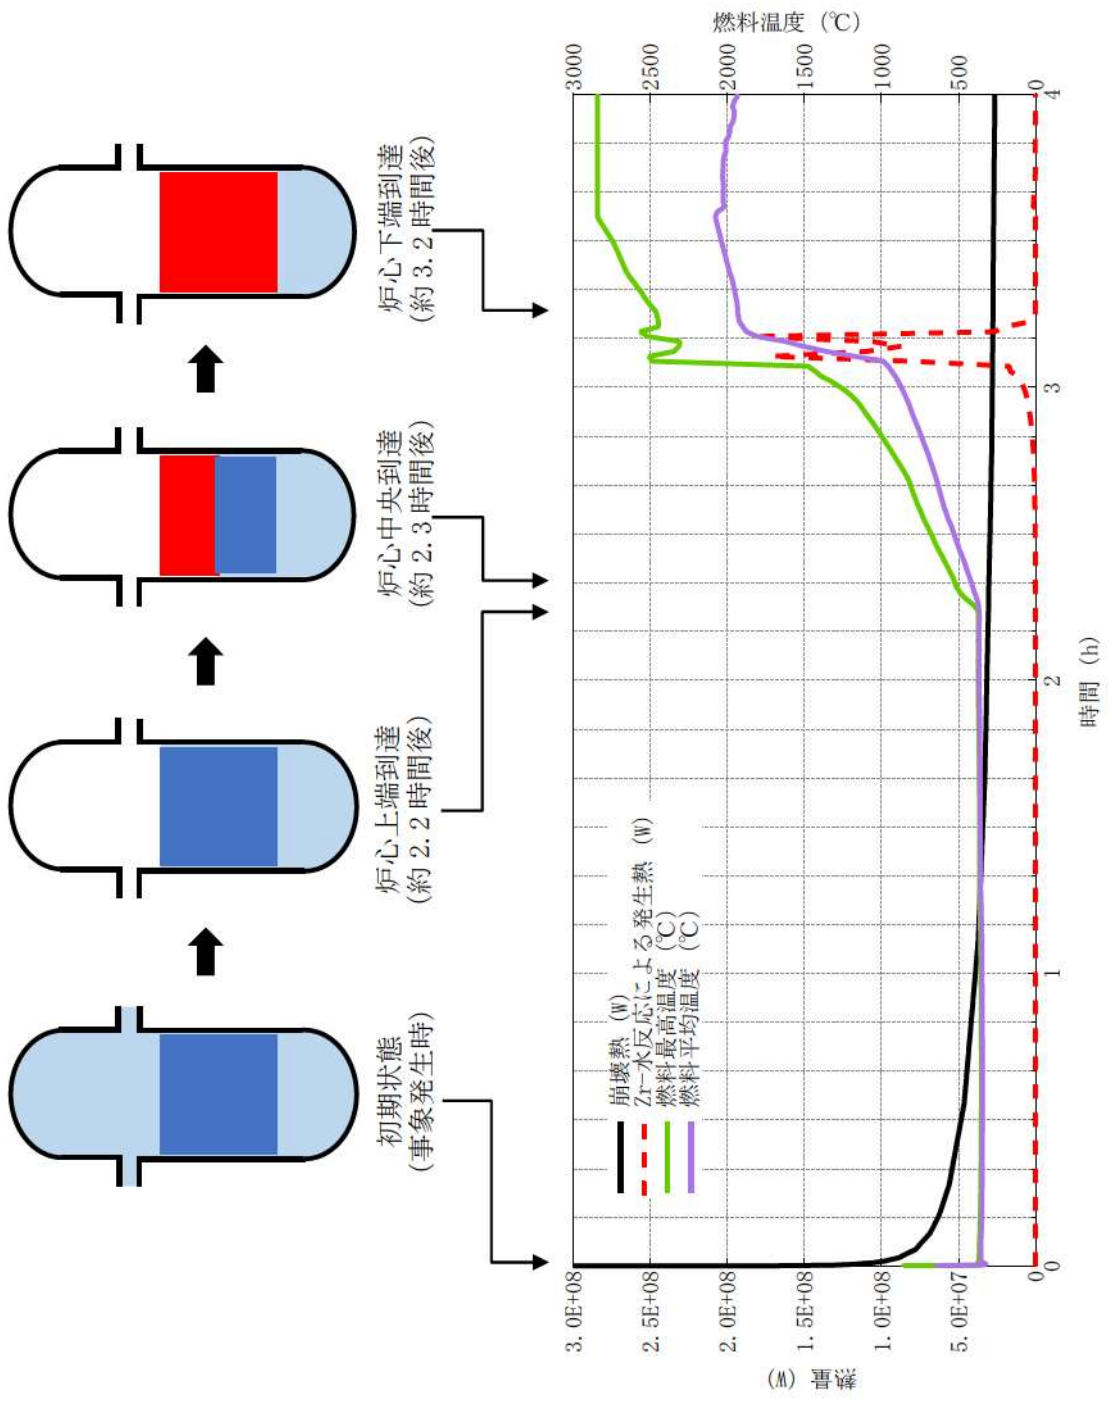 初期状態
(事象発生時)
炉心上端到達
(約2.2時間後)
炉心中央到達
(約2.3時間後)
炉心下端到達
(約3.2時間後)
熱量 (W)
3.0E+08
2.5E+08
2.0E+08
1.5E+08
1.0E+08
5.0E+07
0
崩壊熱 (W)
Zr-水反応による発生熱 (W)
燃料最高温度 (℃)
燃料平均温度 (℃)
燃料温度 (℃)
3000
2500
2000
1500
1000
500
0
0
1
2
3
4
時間 (h)